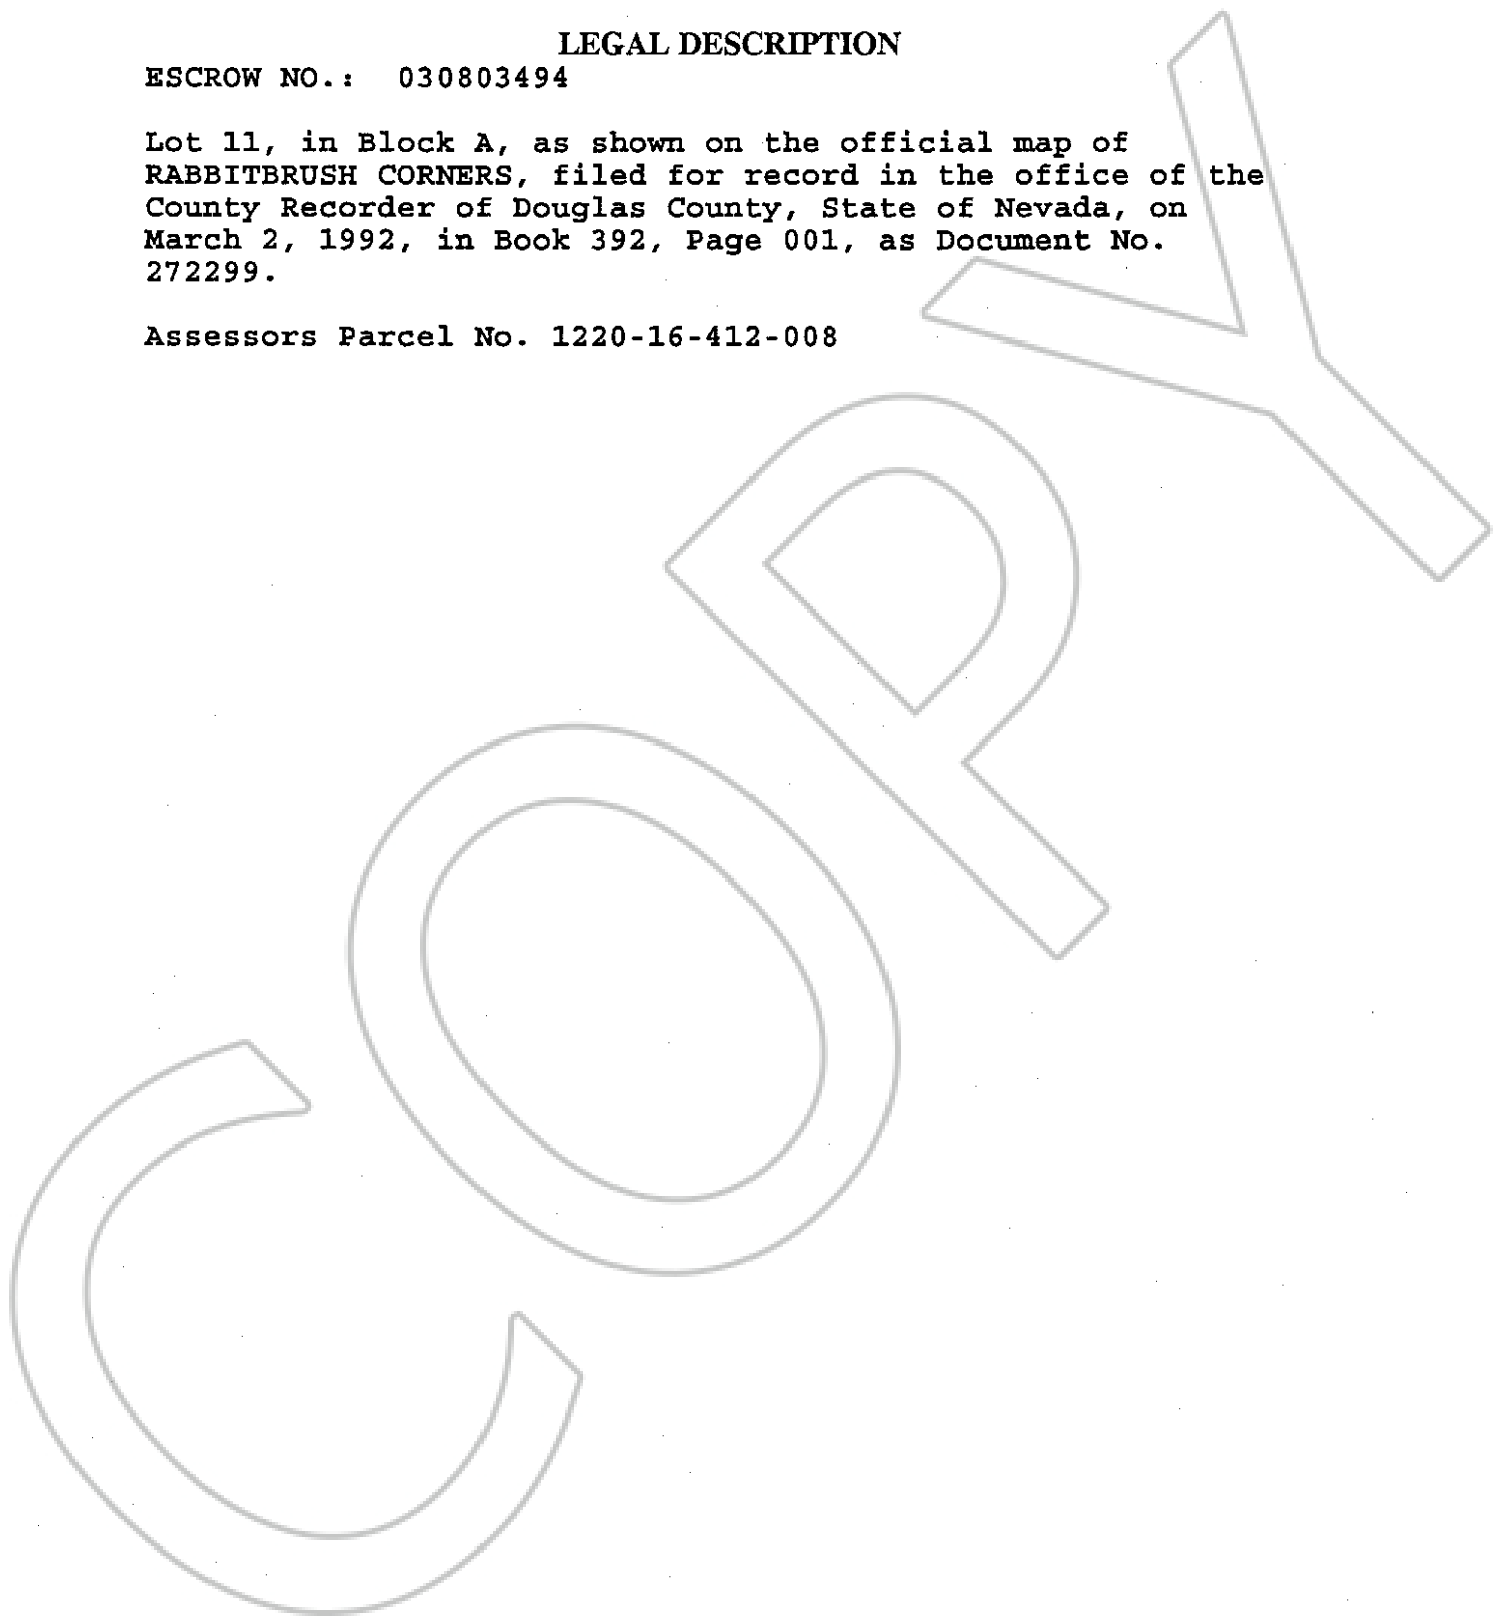 LEGAL DESCRIPTION
ESCROW NO.: 030803494
Lot 11, in Block A, as shown on the official map of
RABBITBRUSH CORNERS, filed for record in the office of the
County Recorder of Douglas County, State of Nevada, on
March 2, 1992, in Book 392, Page 001, as Document No.
272299.
Assessors Parcel No. 1220-16-412-008
COPY